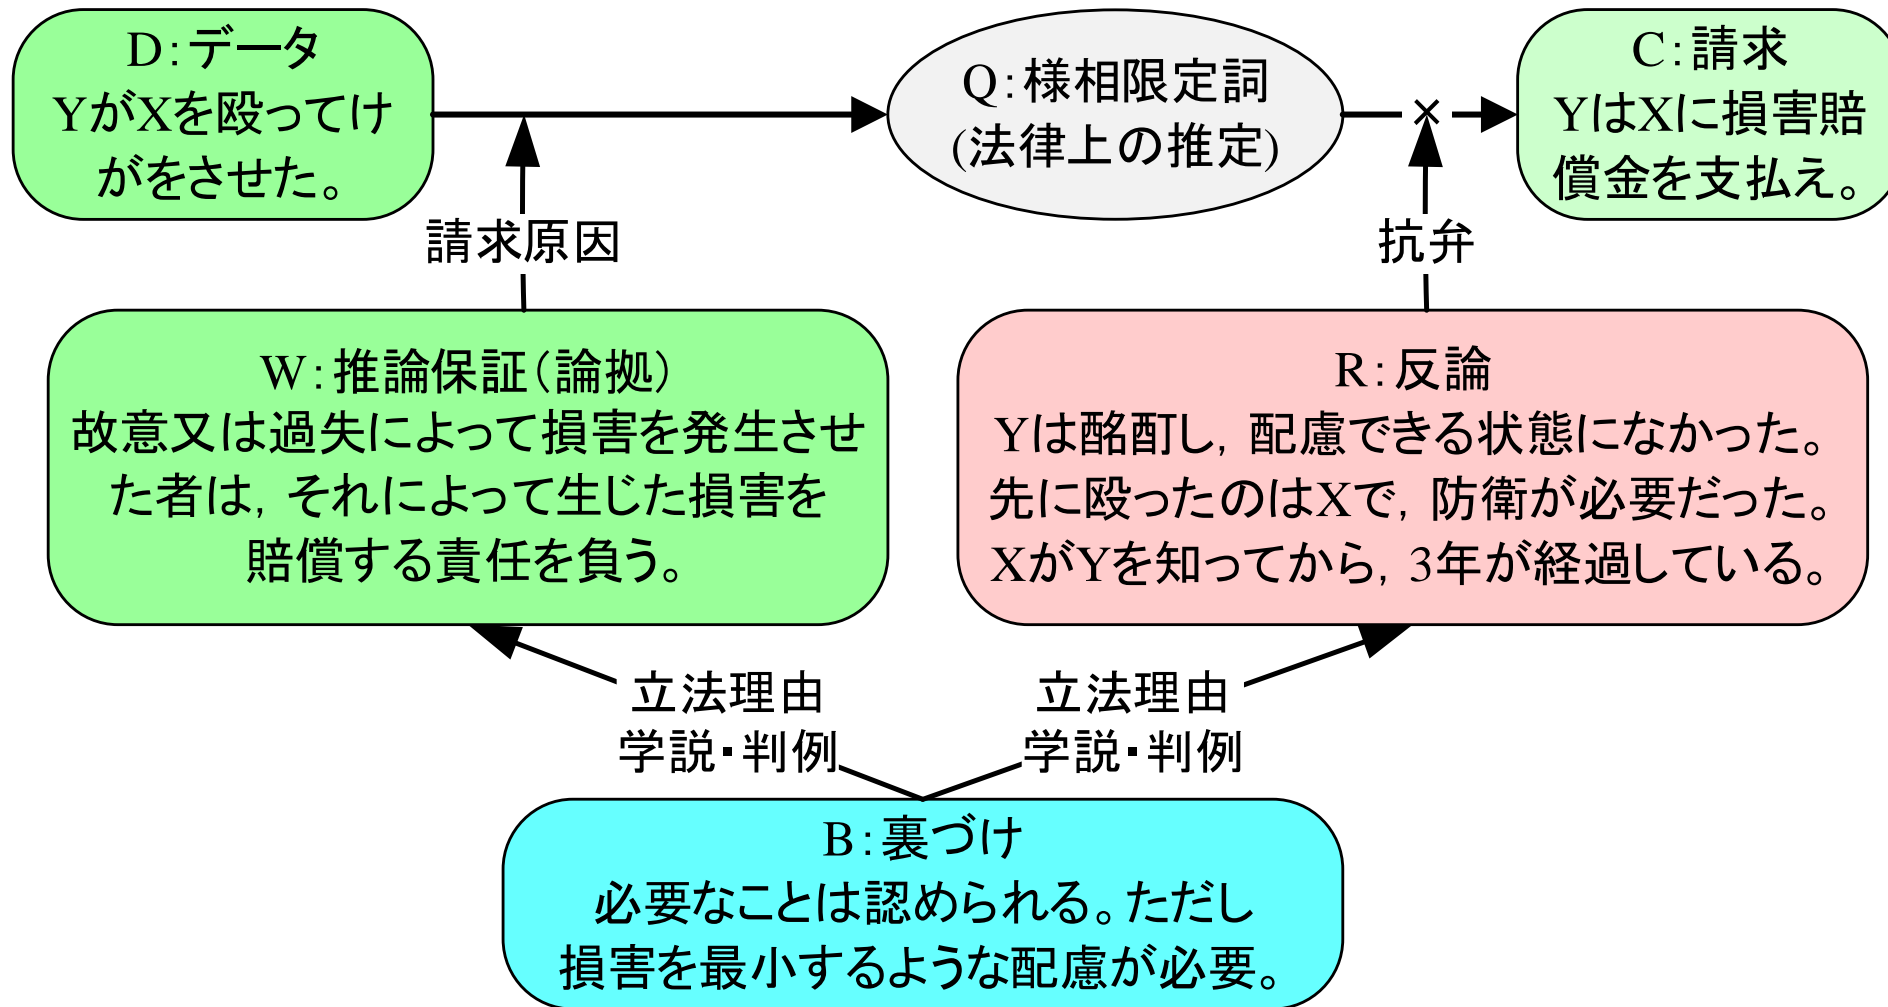 D:データ
YがXを殴ってけ
がをさせた。
Q:様相限定詞
(法律上の推定)
×
C:請求
YはXに損害賠
償金を支払え。
請求原因
抗弁
W:推論保証(論拠)
故意又は過失によって損害を発生させ
た者は,それによって生じた損害を
賠償する責任を負う。
R:反論
Yは酩酊し,配慮できる状態になかった。
先に殴ったのはXで,防衛が必要だった。
XがYを知ってから,3年が経過している。
立法理由
学説・判例
立法理由
学説・判例
B:裏づけ
必要なことは認められる。ただし
損害を最小するような配慮が必要。